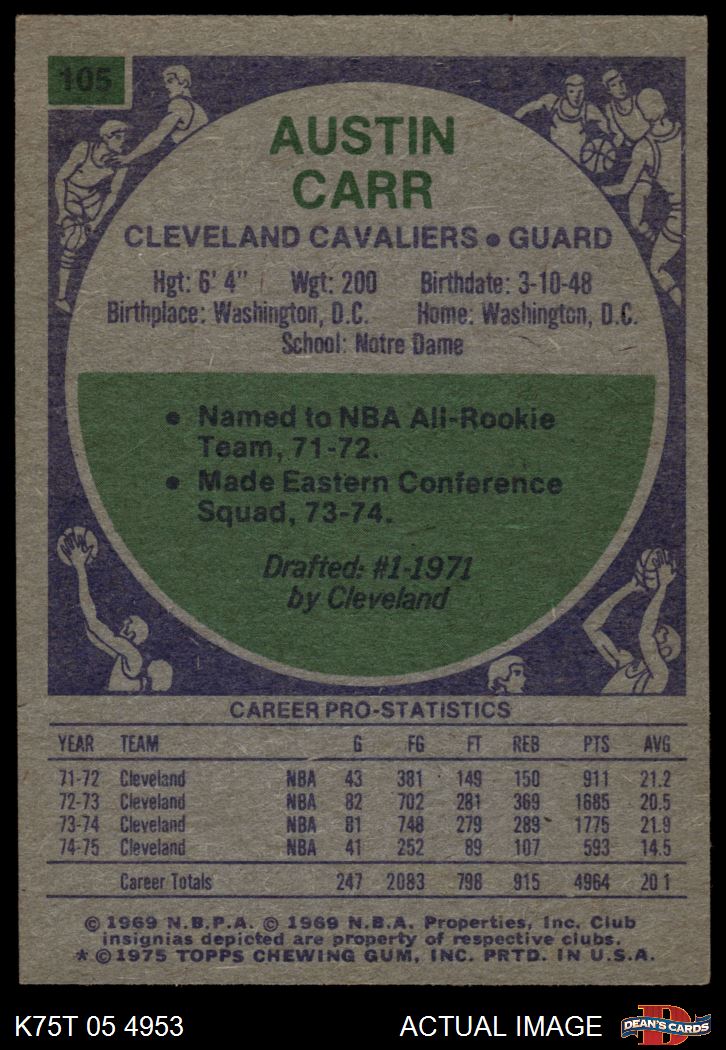 105
AUSTIN
CARR
CLEVELAND CAVALIERS • GUARD
Hgt: 6' 4" Wgt: 200 Birthdate: 3-10-48
Birthplace: Washington, D.C. Home: Washington, D.C.
School: Notre Dame
• Named to NBA All-Rookie
Team, 71-72.
• Made Eastern Conference
Squad, 73-74.
Drafted: #1-1971
by Cleveland
CAREER PRO-STATISTICS
YEAR TEAM G FG FT REB PTS AVG
71-72 Cleveland NBA 43 381 149 150 911 21.2
72-73 Cleveland NBA 82 702 281 369 1685 20.5
73-74 Cleveland NBA 81 748 279 289 1775 21.9
74-75 Cleveland NBA 41 252 89 107 593 14.5
Career Totals 247 2083 798 915 4964 20 1
© 1969 N.B.P.A. © 1969 N.B.A. Properties, Inc. Club
insignias depicted are property of respective clubs.
* © 1975 TOPPS CHEWING GUM, INC. PRTD. IN U.S.A.
K75T 05 4953 ACTUAL IMAGE
D
DEAN'S CARDS